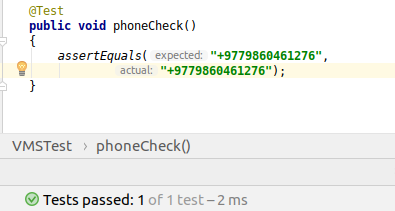 @Test
public void phoneCheck()
{
assertEquals( expected: "+9779860461276",
actual: "+9779860461276");
}
VMSTest › phoneCheck()
Tests passed: 1 of 1 test – 2 ms